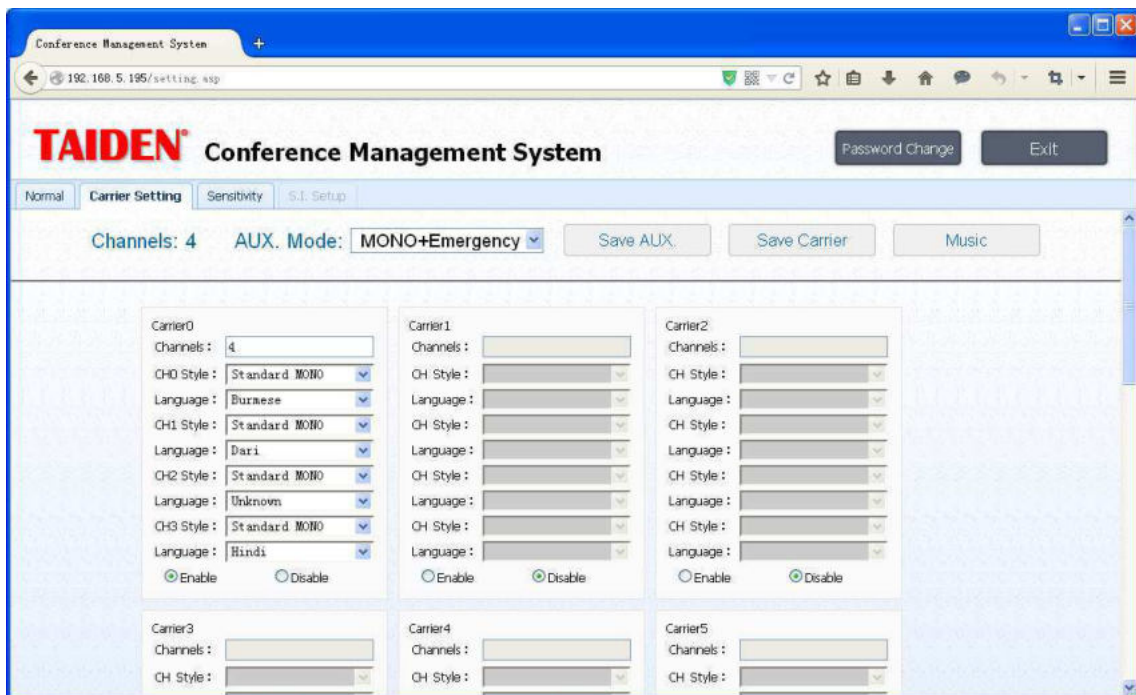 Conference Management System
192.168.5.195/setting.asp
TAIDEN® Conference Management System Password Change Exit
Normal Carrier Setting Sensitivity S.I. Setup
Channels: 4 AUX. Mode: MONO+Emergency Save AUX. Save Carrier Music
Carrier0 Carrier1 Carrier2
Channels: 4 Channels: Channels:
CH0 Style: Standard MONO CH Style: CH Style:
Language: Burmese Language: Language:
CH1 Style: Standard MONO CH Style: CH Style:
Language: Dari Language: Language:
CH2 Style: Standard MONO CH Style: CH Style:
Language: Unknown Language: Language:
CH3 Style: Standard MONO CH Style: CH Style:
Language: Hindi Language: Language:
Enable Disable Enable Disable Enable Disable
Carrier3 Carrier4 Carrier5
Channels: Channels: Channels:
CH Style: CH Style: CH Style: